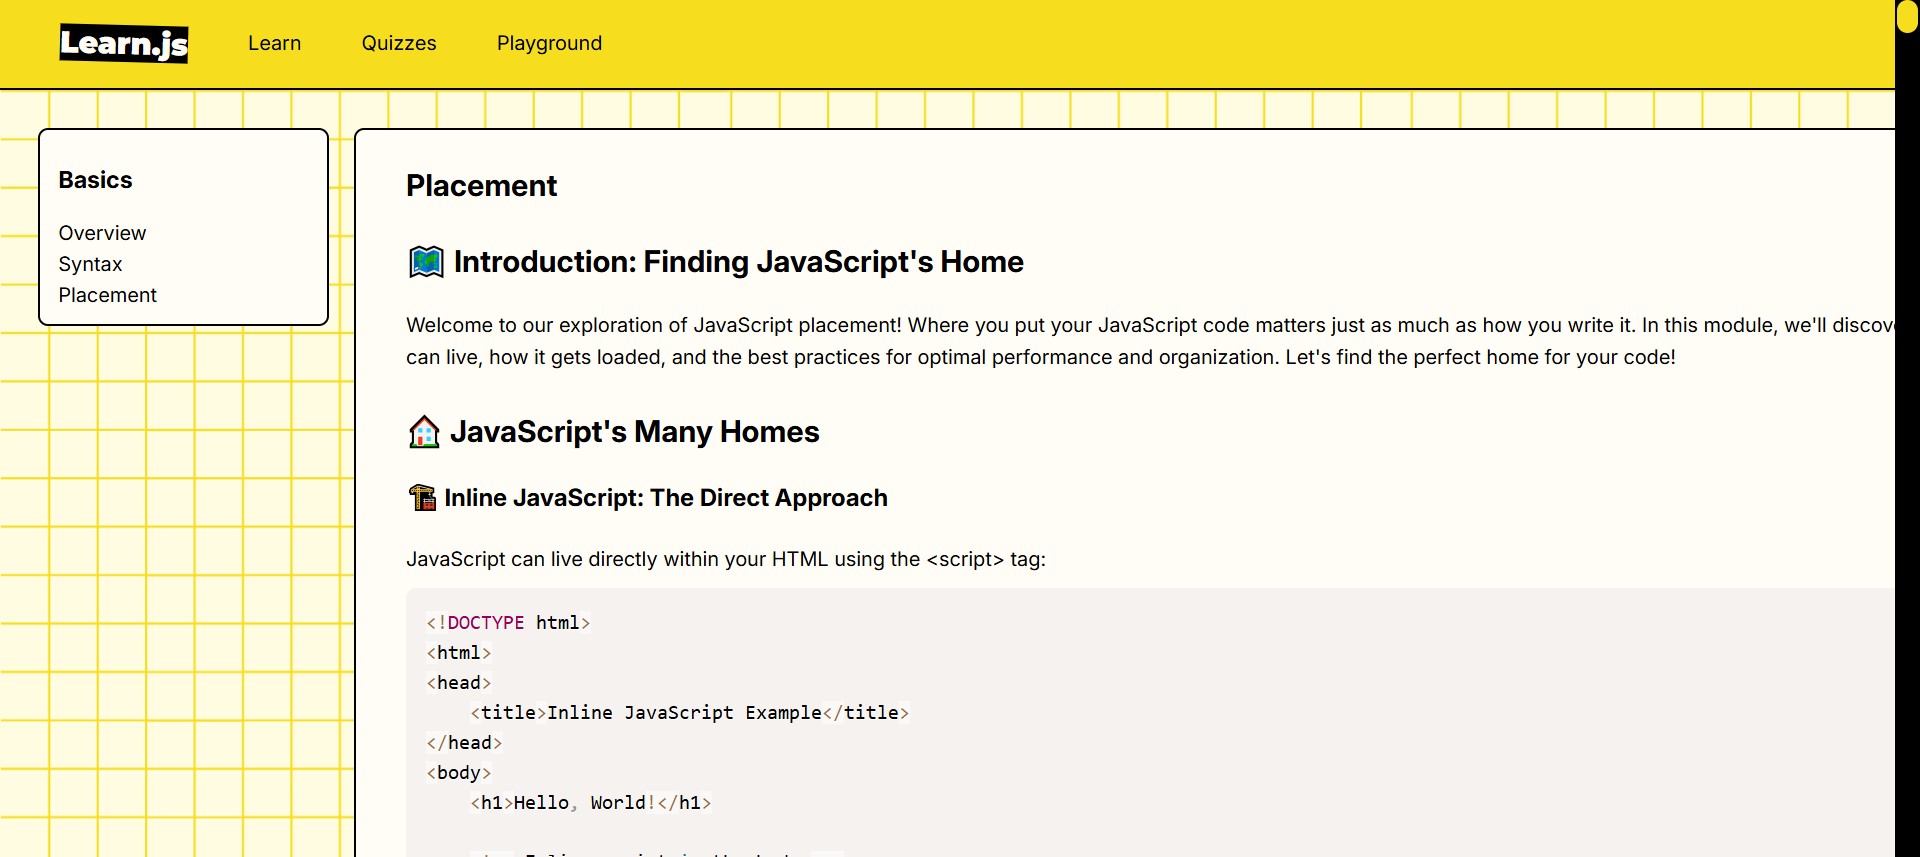 Learn.js
Learn
Quizzes
Playground
Basics
Overview
Syntax
Placement
Placement
Introduction: Finding JavaScript's Home
Welcome to our exploration of JavaScript placement! Where you put your JavaScript code matters just as much as how you write it. In this module, we'll
can live, how it gets loaded, and the best practices for optimal performance and organization. Let's find the perfect home for your code!
JavaScript's Many Homes
Inline JavaScript: The Direct Approach
JavaScript can live directly within your HTML using the <script> tag:
<!DOCTYPE html>
<html>
<head>
    <title>Inline JavaScript Example</title>
</head>
<body>
    <h1>Hello, World!</h1>